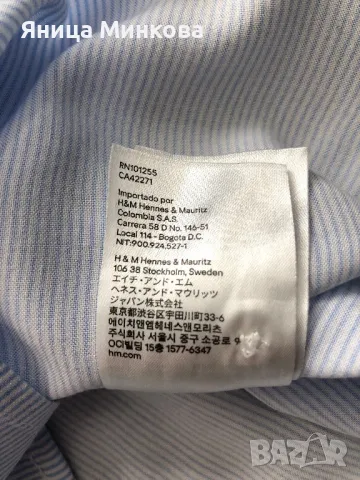 Яница Минкова
RN101255
CA42271
Importado por
H&M Hennes & Mauritz
Colombia S.A.S.
Carrera 58 D No. 146-51
Local 114 - Bogota D.C.
NIT:900.924.527-1
H & M Hennes & Mauritz
106 38 Stockholm, Sweden
エイチ・アンド・エム
ヘネス・アンド・マウリッツ
ジャパン株式会社
東京都渋谷区宇田川町33-6
에이치앤엠헤네스앤모리츠
주식회사 서울시 중구 소공로
OCI빌딩 15층 1577-6347
hm.com
BAZAR